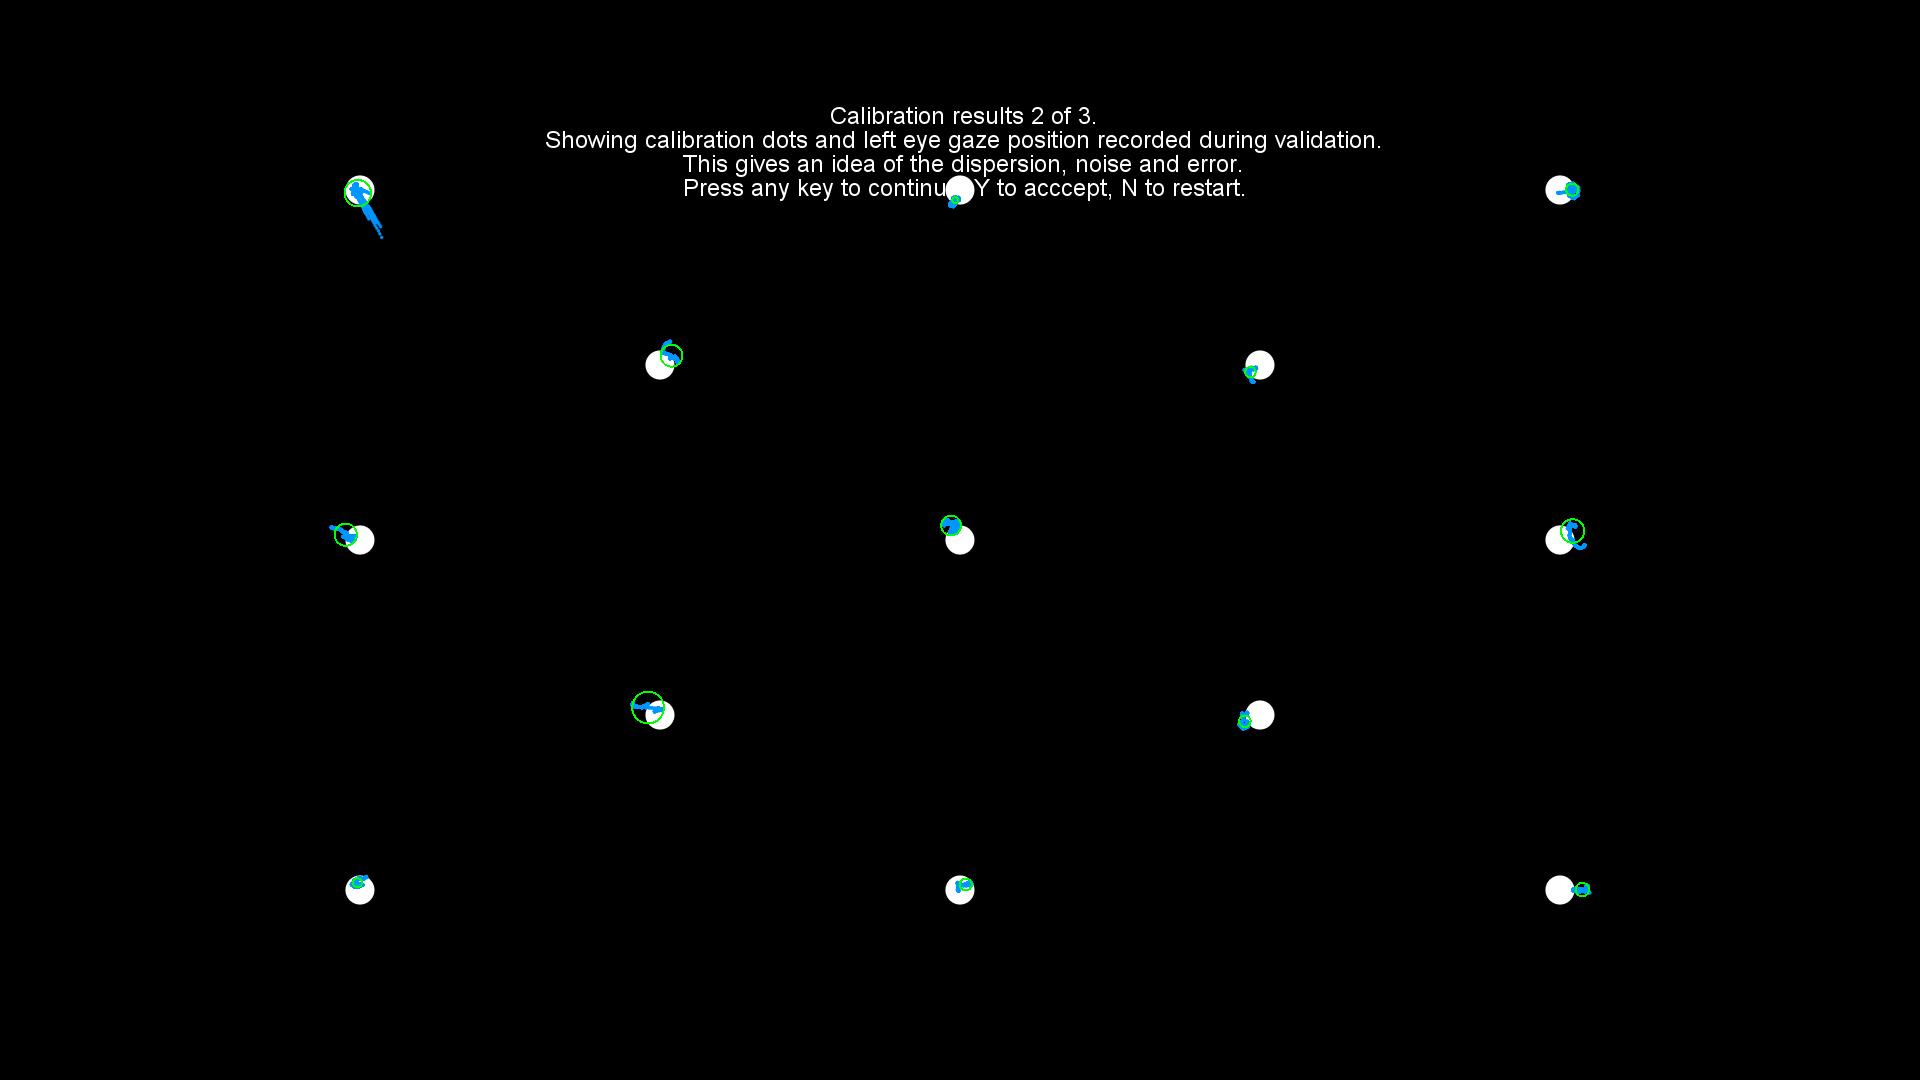 Calibration results 2 of 3.
Showing calibration dots and left eye gaze position recorded during validation.
This gives an idea of the dispersion, noise and error.
Press any key to continu Y to acccept, N to restart.